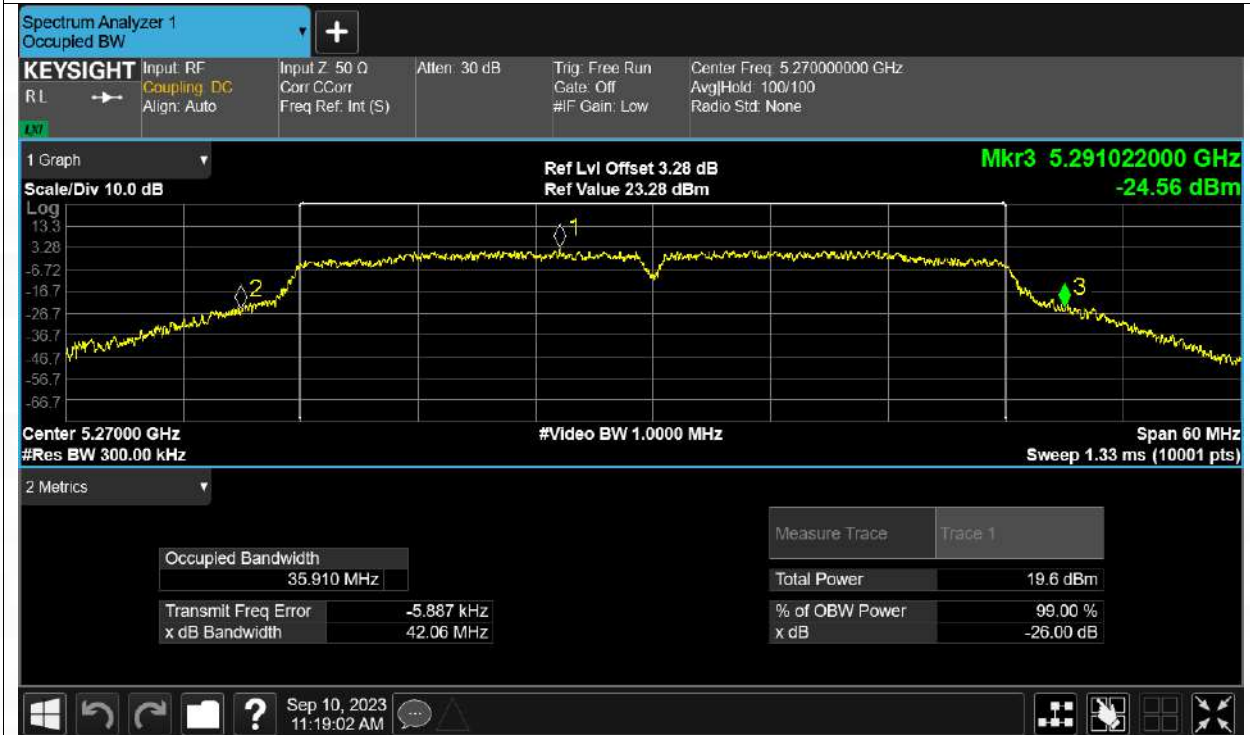 Spectrum Analyzer 1
Occupied BW
+
KEYSIGHT
RL
LXI
Input: RF
Coupling: DC
Align: Auto
Input Z: 50 Ω
Corr CCorr
Freq Ref: Int (S)
Atten: 30 dB
Trig: Free Run
Gate: Off
#IF Gain: Low
Center Freq: 5.270000000 GHz
Avg|Hold: 100/100
Radio Std: None
1 Graph
Scale/Div 10.0 dB
Ref Lvl Offset 3.28 dB
Ref Value 23.28 dBm
Mkr3 5.291022000 GHz
-24.56 dBm
Log
13.3
3.28
-6.72
-16.7
-26.7
-36.7
-46.7
-56.7
-66.7
1
2
3
Center 5.27000 GHz
#Res BW 300.00 kHz
#Video BW 1.0000 MHz
Span 60 MHz
Sweep 1.33 ms (10001 pts)
2 Metrics
Measure Trace Trace 1
Occupied Bandwidth
35.910 MHz
Total Power 19.6 dBm
Transmit Freq Error -5.887 kHz
% of OBW Power 99.00 %
x dB Bandwidth 42.06 MHz
x dB -26.00 dB
?
Sep 10, 2023
11:19:02 AM